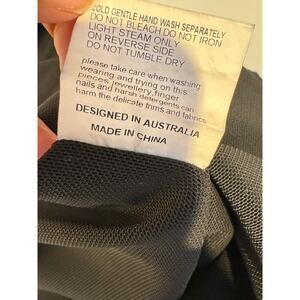 COLD GENTLE HAND WASH SEPARATELY
DO NOT BLEACH DO NOT IRON
LIGHT STEAM ONLY
ON REVERSE SIDE
DO NOT TUMBLE DRY
please take care when washing
wearing and trying on this
pieces, jewellery,finger
nails and harsh detergents can
harm the delicate trims and fabrics
DESIGNED IN AUSTRALIA
MADE IN CHINA